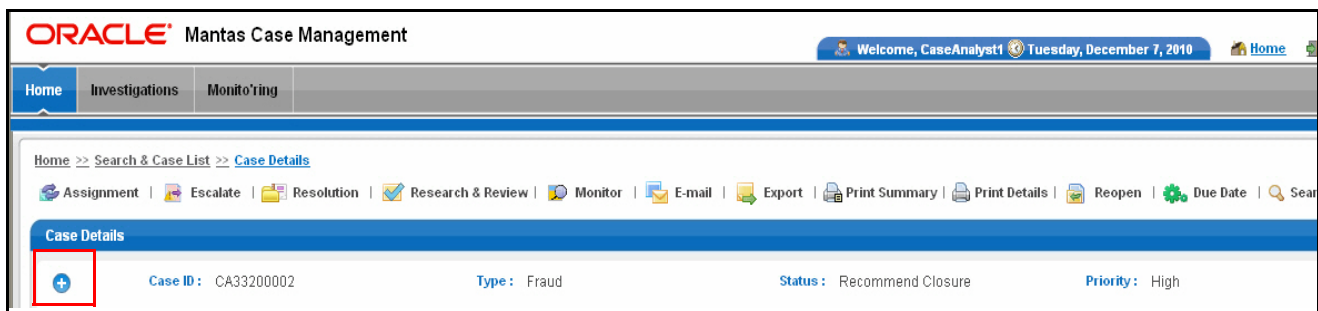 ORACLE® Mantas Case Management
Welcome, CaseAnalyst1 Tuesday, December 7, 2010 Home
Home Investigations Monito'ring
Home >> Search & Case List >> Case Details
Assignment | Escalate | Resolution | Research & Review | Monitor | E-mail | Export | Print Summary | Print Details | Reopen | Due Date | Sear
Case Details
Case ID : CA33200002 Type : Fraud Status : Recommend Closure Priority : High